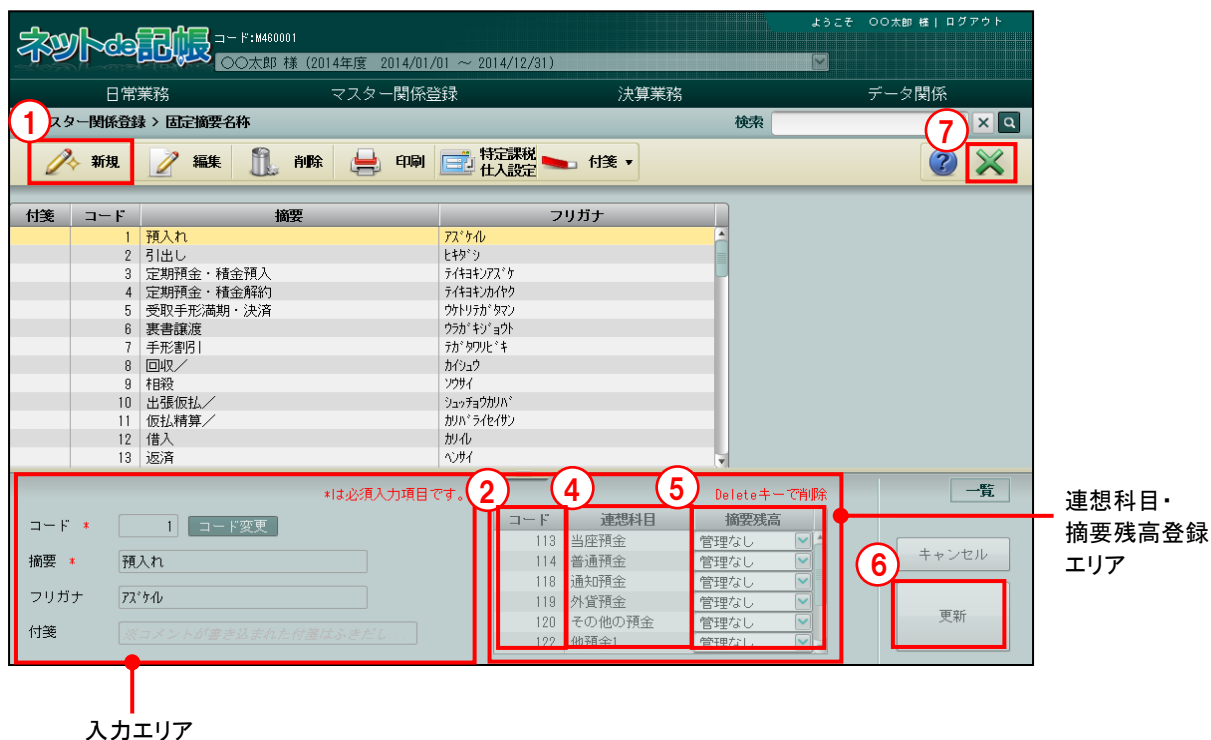 ようこそ　〇〇太郎 様 | ログアウト
ネットde記帳 コード:M460001
〇〇太郎 様 (2014年度　2014/01/01 ～ 2014/12/31)
日常業務　マスター関係登録　決算業務　データ関係
① スター関係登録 > 固定摘要名称　検索 ⑦
新規　編集　削除　印刷　特定課税仕入設定　付箋 ▼
付箋　コード　摘要　フリガナ
1　預入れ　ｱｽﾞｹｲﾚ
2　引出し　ﾋｷﾀﾞｼ
3　定期預金・積金預入　ﾃｲｷﾖｷﾝｱｽﾞｹ
4　定期預金・積金解約　ﾃｲｷﾖｷﾝｶｲﾔｸ
5　受取手形満期・決済　ｳｹﾄﾘﾃｶﾞﾀﾏﾝ
6　裏書譲渡　ｳﾗｶﾞｷｼﾞｮｳﾄ
7　手形割引　ﾃｶﾞﾀﾜﾘﾋﾞｷ
8　回収／　ｶｲｼｭｳ
9　相殺　ｿｳｻｲ
10　出張仮払／　ｼｭｯﾁｮｳｶﾘﾊﾞ
11　仮払精算／　ｶﾘﾊﾞﾗｲｾｲｻﾝ
12　借入　ｶﾘｲﾚ
13　返済　ﾍﾝｻｲ
*は必須入力項目です。 ② ④ ⑤ Deleteキーで削除　一覧
コード *　1　コード変更
摘要 *　預入れ
フリガナ　ｱｽﾞｹｲﾚ
付箋　※コメントが書き込まれた付箋はふきだし
コード　連想科目　摘要残高
113　当座預金　管理なし
114　普通預金　管理なし
118　通知預金　管理なし
119　外貨預金　管理なし
120　その他の預金　管理なし
122　他預金1　管理なし
キャンセル
⑥
更新
連想科目・
摘要残高登録
エリア
入力エリア